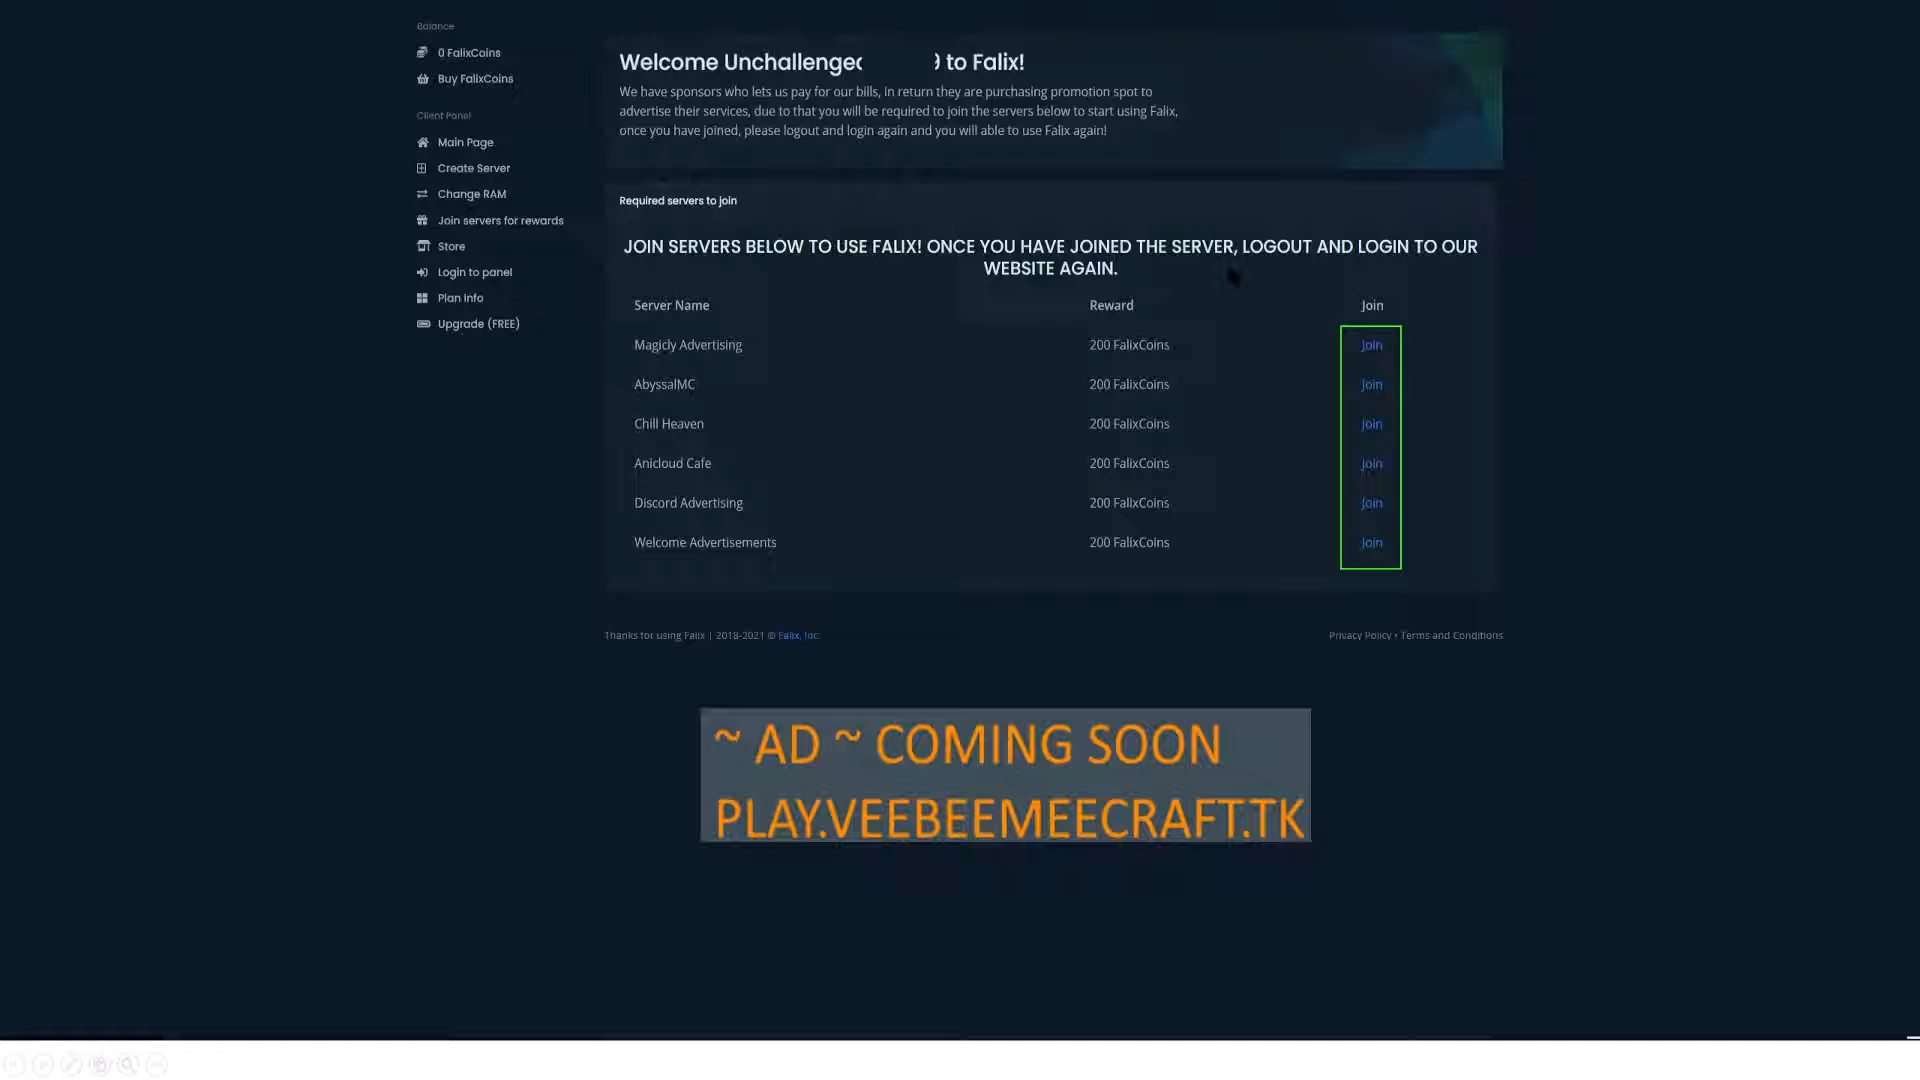 Balance
0 FalixCoins
Buy FalixCoins
Client Panel
Main Page
Create Server
Change RAM
Join servers for rewards
Store
Login to panel
Plan Info
Upgrade (FREE)
Welcome Unchallenged to Falix!
We have sponsors who lets us pay for our bills, in return they are purchasing promotion spot to
advertise their services, due to that you will be required to join the servers below to start using Falix,
once you have joined, please logout and login again and you will able to use Falix again!
Required servers to join
JOIN SERVERS BELOW TO USE FALIX! ONCE YOU HAVE JOINED THE SERVER, LOGOUT AND LOGIN TO OUR
WEBSITE AGAIN.
Server Name Reward Join
Magicly Advertising 200 FalixCoins Join
AbyssalMC 200 FalixCoins Join
Chill Heaven 200 FalixCoins Join
Anicloud Cafe 200 FalixCoins Join
Discord Advertising 200 FalixCoins Join
Welcome Advertisements 200 FalixCoins Join
Thanks for using Falix | 2018-2021 © Falix, Inc. Privacy Policy • Terms and Conditions
~ AD ~ COMING SOON
PLAY.VEEBEEMEECRAFT.TK